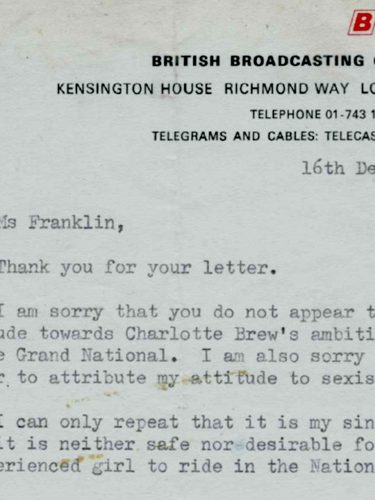 B
BRITISH BROADCASTING
KENSINGTON HOUSE RICHMOND WAY LO
TELEPHONE 01-743 1
TELEGRAMS AND CABLES: TELECAS
16th De
Ms Franklin,
Thank you for your letter.
I am sorry that you do not appear t
ude towards Charlotte Brew's ambiti
e Grand National. I am also sorry
r to attribute my attitude to sexis
I can only repeat that it is my sin
it is neither safe nor desirable fo
erienced girl to ride in the Nation